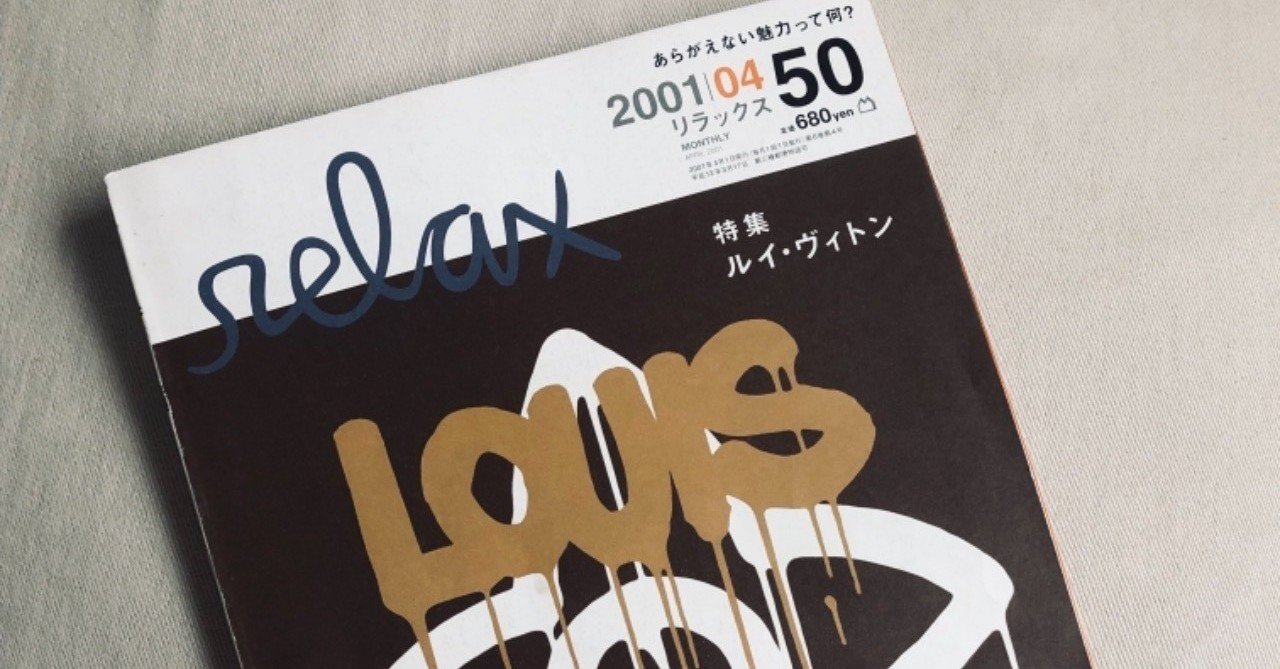 あらがえない魅力って何?
2001|04 50
リラックス
定価680yen
MONTHLY
APRIL 2001
relax
特集
ルイ・ヴィトン
LOUIS